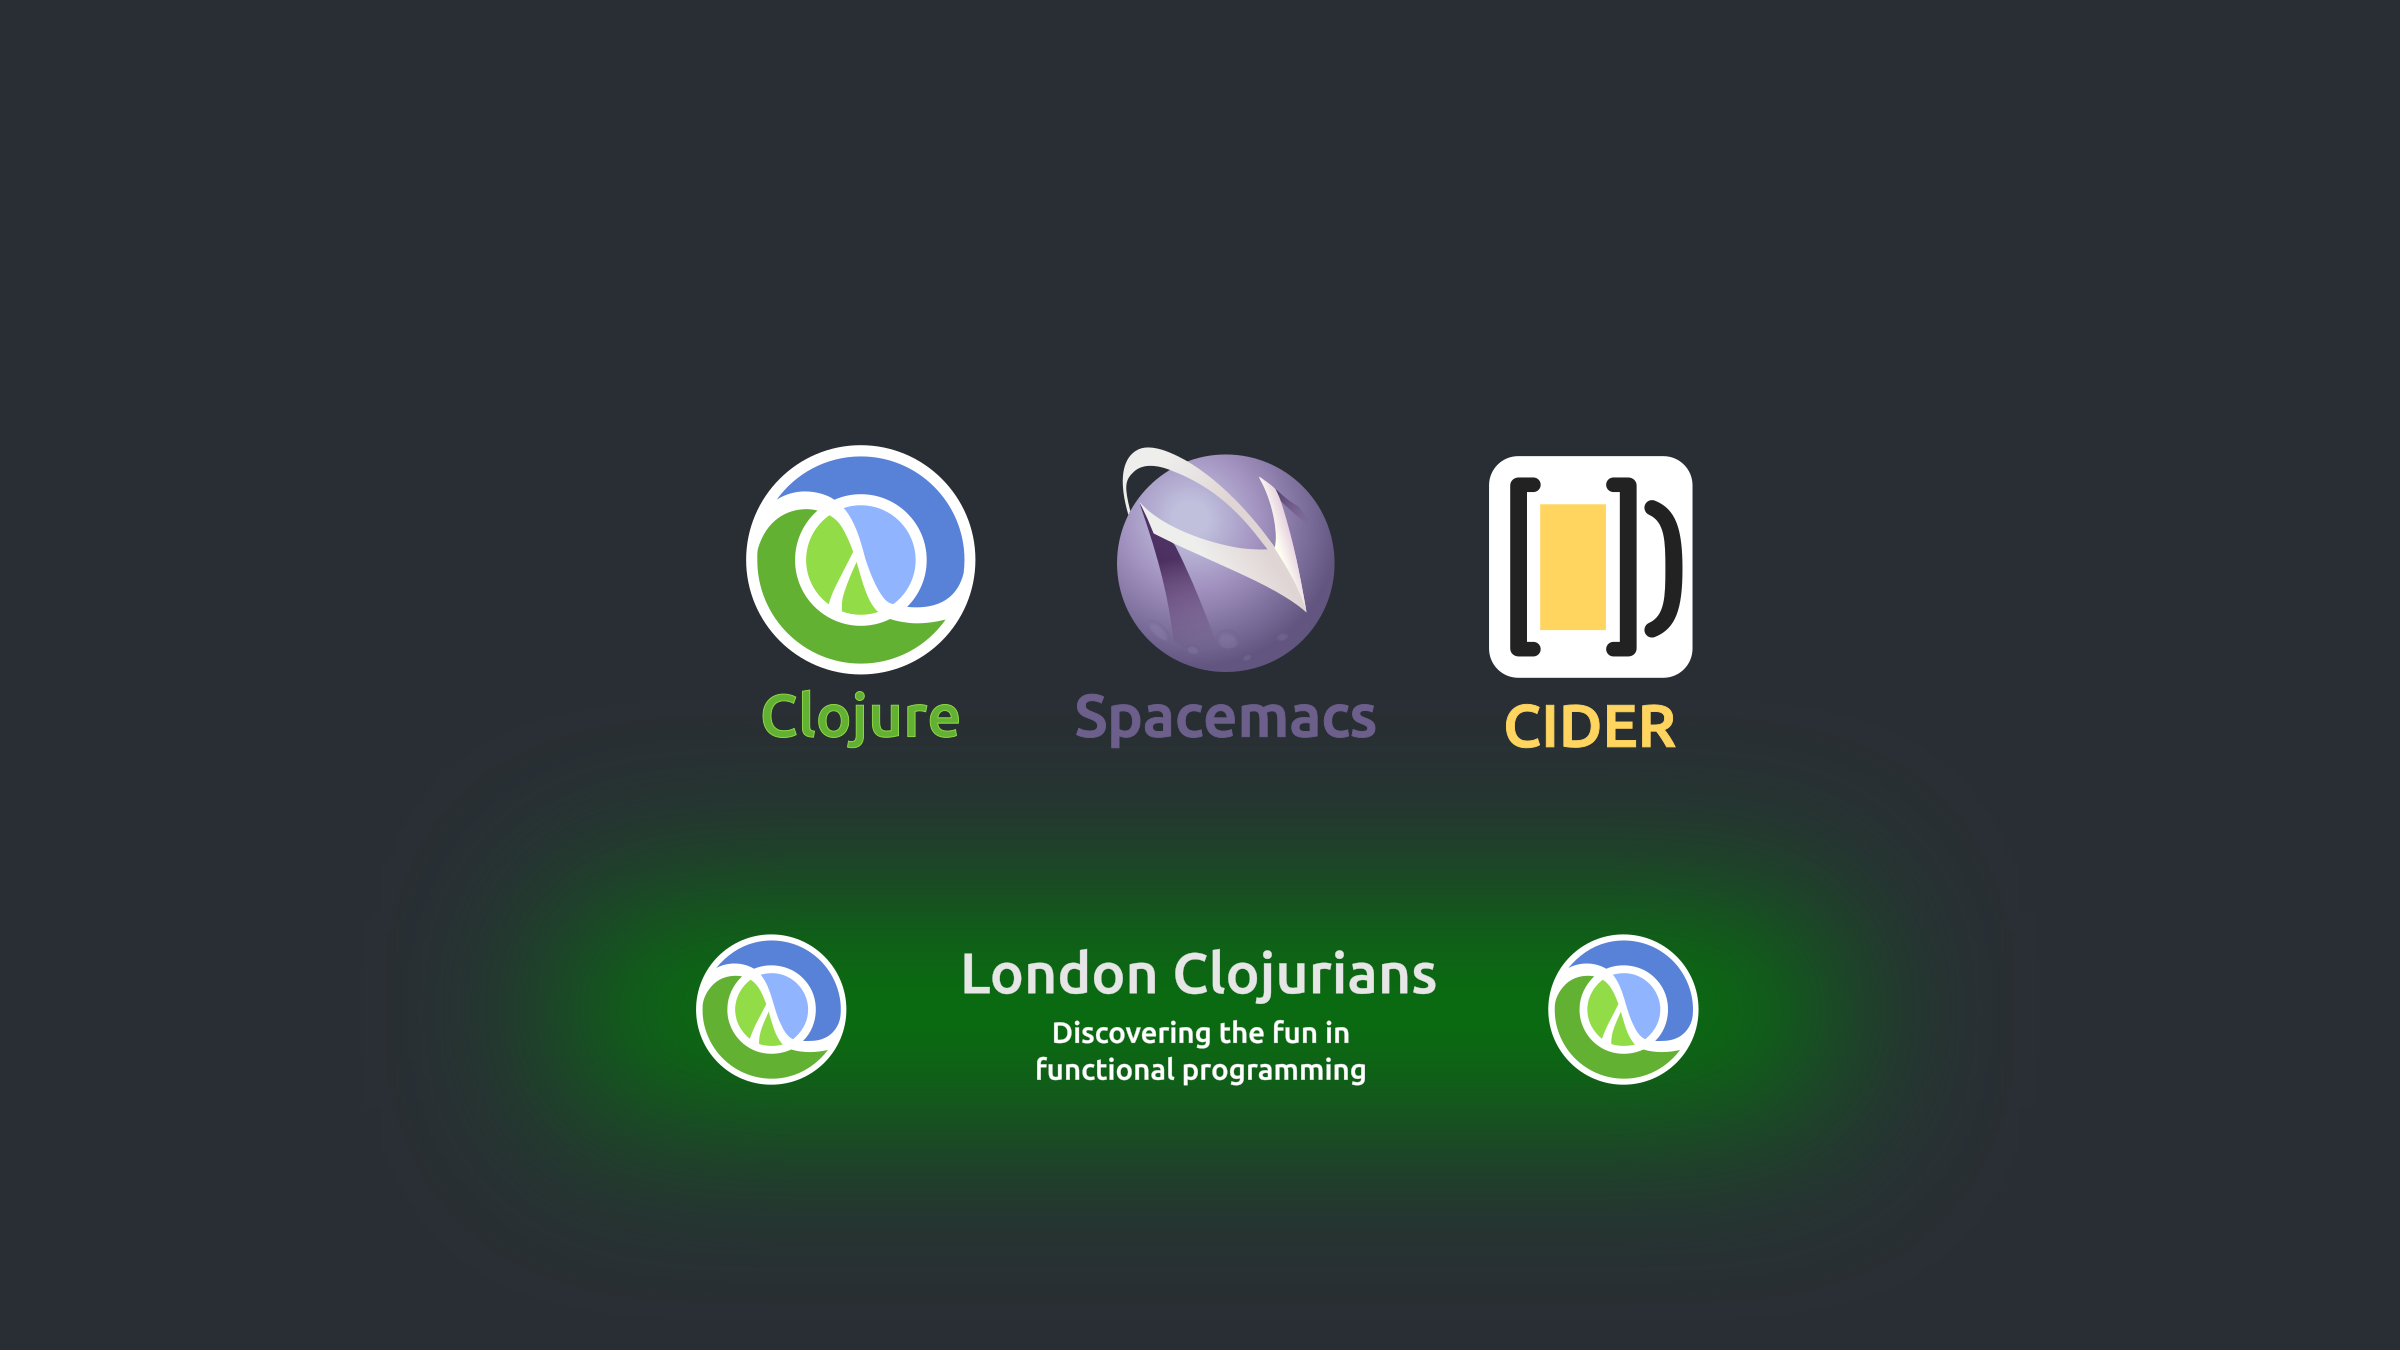 Clojure
Spacemacs
CIDER
London Clojurians
Discovering the fun in
functional programming